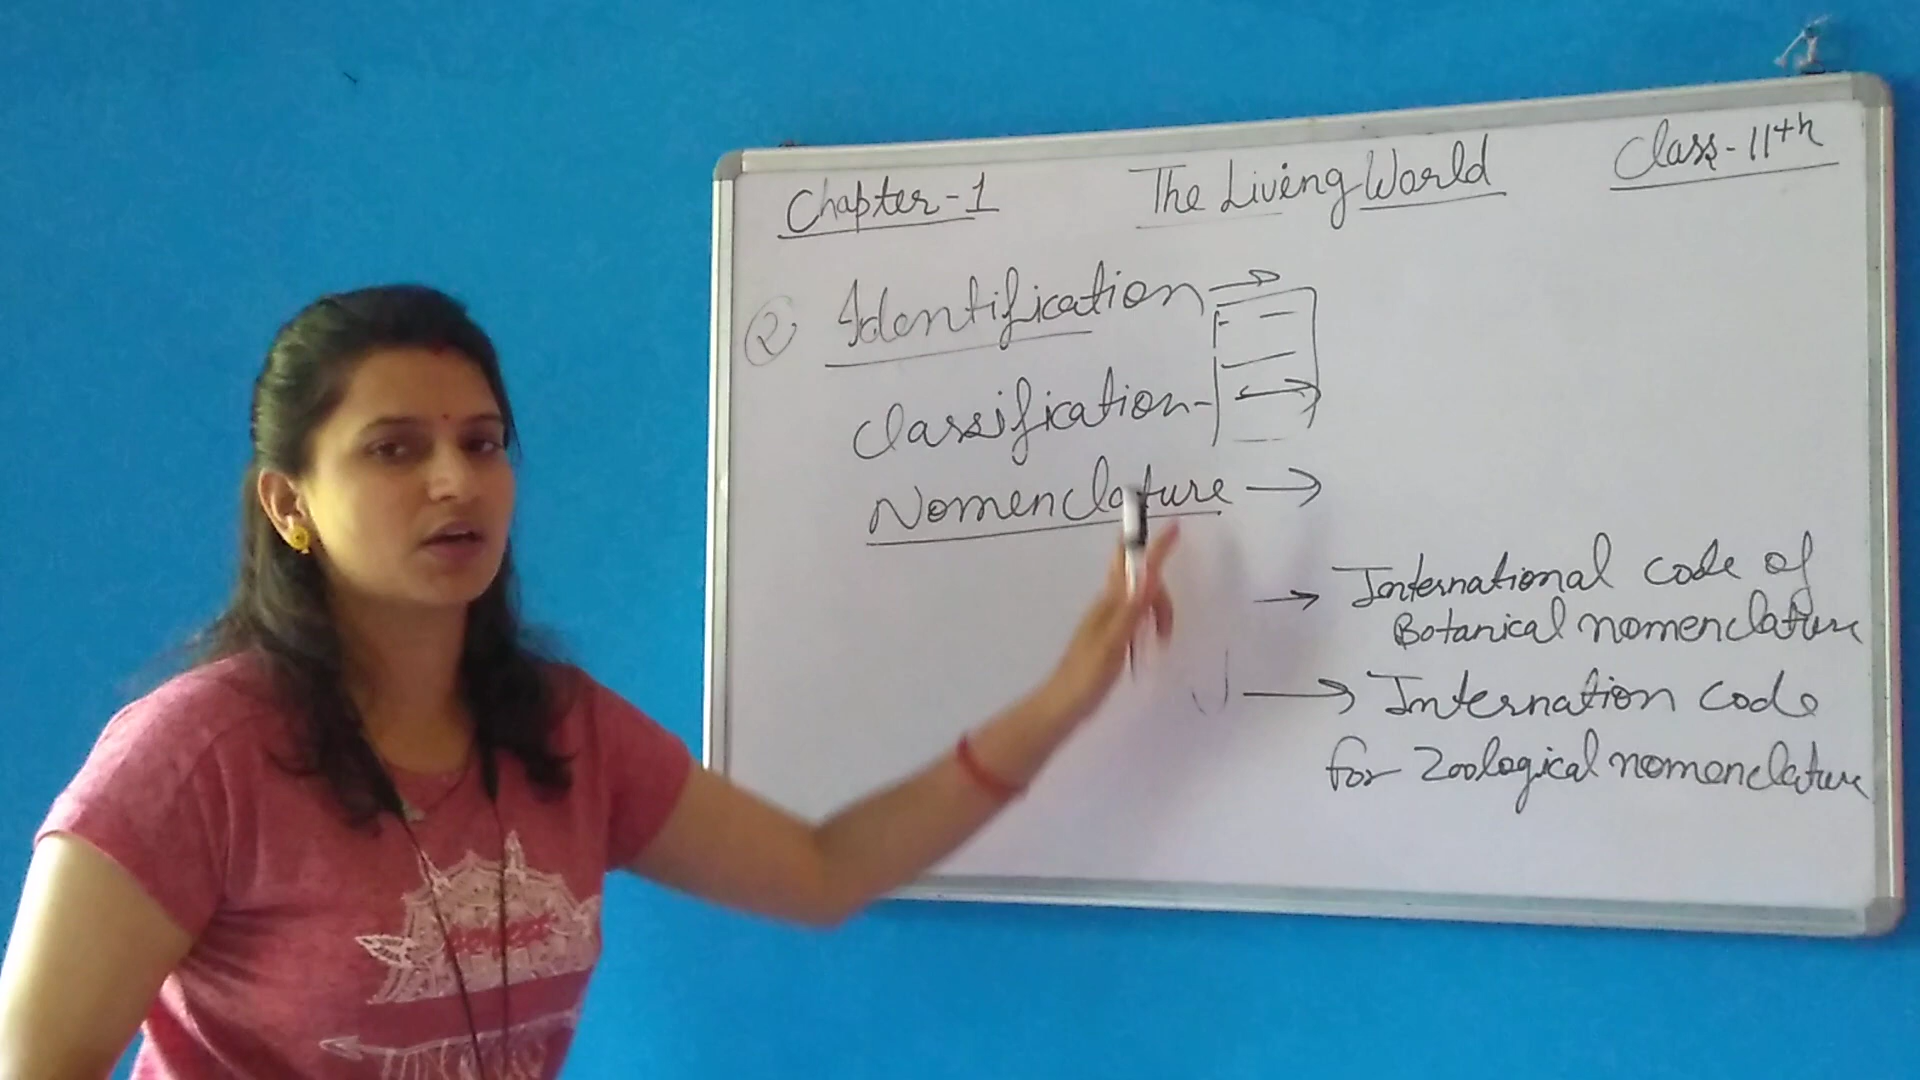 Chapter-1 The Living World Class-11th
② Identification →
Classification-
Nomenclature →
→ International code of
Botanical nomenclature
→ Internation code
for Zoological nomenclature